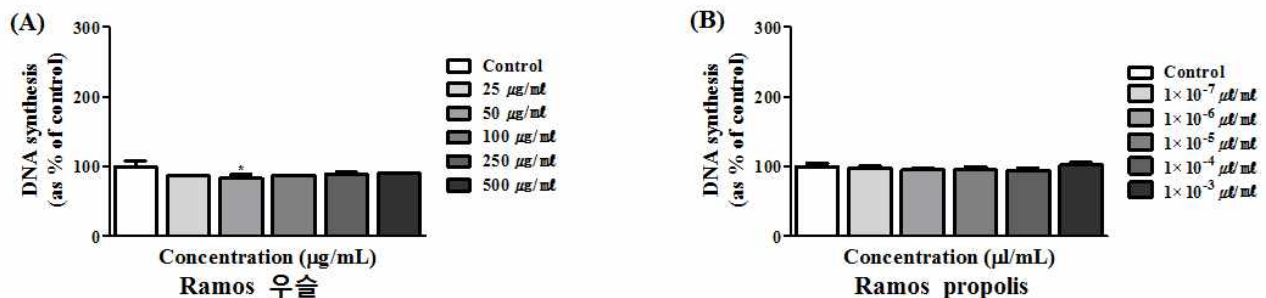 (A)
DNA synthesis
(as % of control)
300
200
100
0
*
Control
25 μg/㎖
50 μg/㎖
100 μg/㎖
250 μg/㎖
500 μg/㎖
Concentration (μg/mL)
Ramos 우슬
(B)
DNA synthesis
(as % of control)
300
200
100
0
Control
1×10⁻⁷ μℓ/㎖
1×10⁻⁶ μℓ/㎖
1×10⁻⁵ μℓ/㎖
1×10⁻⁴ μℓ/㎖
1×10⁻³ μℓ/㎖
Concentration (μl/mL)
Ramos propolis